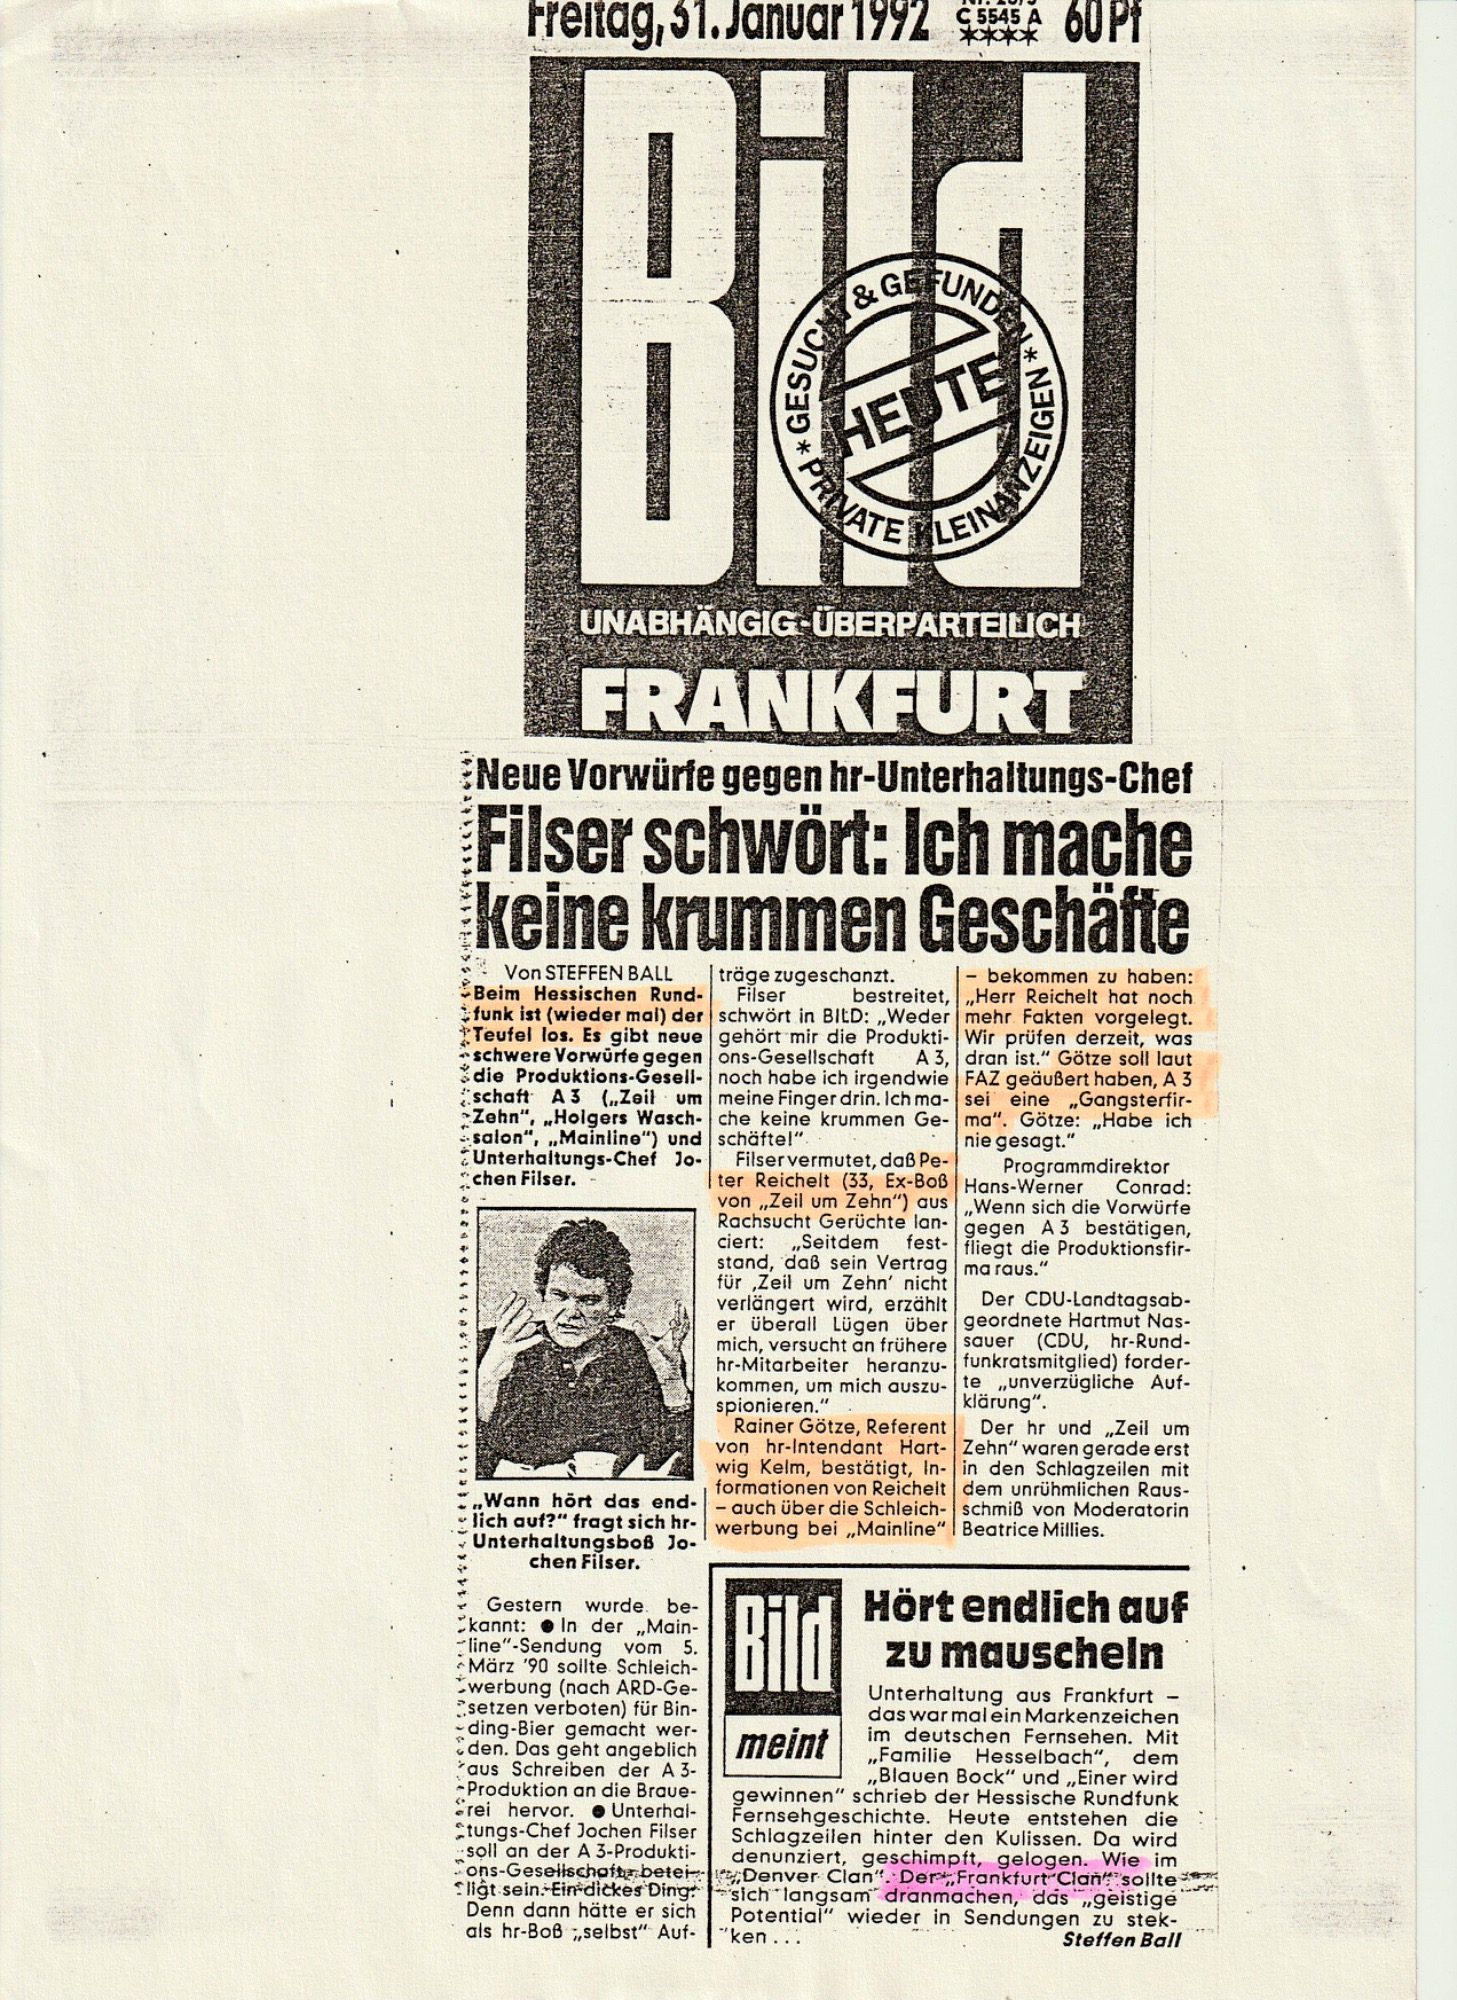 Freitag, 31. Januar 1992
C 5545 A
****
60 Pf
Bild
* GESUCHT & GEFUNDEN *
HEUTE
PRIVATE KLEINANZEIGEN
UNABHÄNGIG-ÜBERPARTEILICH
FRANKFURT
Neue Vorwürfe gegen hr-Unterhaltungs-Chef
Filser schwört: Ich mache
keine krummen Geschäfte
Von STEFFEN BALL
Beim Hessischen Rund-
funk ist (wieder mal) der
Teufel los. Es gibt neue
schwere Vorwürfe gegen
die Produktions-Gesell-
schaft A 3 („Zeil um
Zehn“, „Holgers Wasch-
salon“, „Mainline“) und
Unterhaltungs-Chef Jo-
chen Filser.
„Wann hört das end-
lich auf?“ fragt sich hr-
Unterhaltungsboß Jo-
chen Filser.
Gestern wurde be-
kannt: ● In der „Main-
line“-Sendung vom 5.
März '90 sollte Schleich-
werbung (nach ARD-Ge-
setzen verboten) für Bin-
ding-Bier gemacht wer-
den. Das geht angeblich
aus Schreiben der A 3-
Produktion an die Braue-
rei hervor. ● Unterhal-
tungs-Chef Jochen Filser
soll an der A 3-Produkti-
ons-Gesellschaft betei-
ligt sein. Ein dickes Ding:
Denn dann hätte er sich
als hr-Boß „selbst“ Auf-
träge zugeschanzt.
Filser bestreitet,
schwört in BILD: „Weder
gehört mir die Produkti-
ons-Gesellschaft A 3,
noch habe ich irgendwie
meine Finger drin. Ich ma-
che keine krummen Ge-
schäfte!“
Filser vermutet, daß Pe-
ter Reichelt (33, Ex-Boß
von „Zeil um Zehn“) aus
Rachsucht Gerüchte lan-
ciert: „Seitdem fest-
stand, daß sein Vertrag
für ‚Zeil um Zehn‘ nicht
verlängert wird, erzählt
er überall Lügen über
mich, versucht an frühere
hr-Mitarbeiter heranzu-
kommen, um mich auszu-
spionieren.“
Rainer Götze, Referent
von hr-Intendant Hart-
wig Kelm, bestätigt, In-
formationen von Reichelt
– auch über die Schleich-
werbung bei „Mainline“
– bekommen zu haben:
„Herr Reichelt hat noch
mehr Fakten vorgelegt.
Wir prüfen derzeit, was
dran ist.“ Götze soll laut
FAZ geäußert haben, A 3
sei eine „Gangsterfir-
ma“. Götze: „Habe ich
nie gesagt.“
Programmdirektor
Hans-Werner Conrad:
„Wenn sich die Vorwürfe
gegen A 3 bestätigen,
fliegt die Produktionsfir-
ma raus.“
Der CDU-Landtagsab-
geordnete Hartmut Nas-
sauer (CDU, hr-Rund-
funkratsmitglied) forder-
te „unverzügliche Auf-
klärung“.
Der hr und „Zeil um
Zehn“ waren gerade erst
in den Schlagzeilen mit
dem unrühmlichen Raus-
schmiß von Moderatorin
Beatrice Millies.
Bild
meint
Hört endlich auf
zu mauscheln
Unterhaltung aus Frankfurt –
das war mal ein Markenzeichen
im deutschen Fernsehen. Mit
„Familie Hesselbach“, dem
„Blauen Bock“ und „Einer wird
gewinnen“ schrieb der Hessische Rundfunk
Fernsehgeschichte. Heute entstehen die
Schlagzeilen hinter den Kulissen. Da wird
denunziert, geschimpft, gelogen. Wie im
„Denver Clan“. Der „Frankfurt Clan“ sollte
sich langsam dranmachen, das „geistige
Potential“ wieder in Sendungen zu stek-
ken . . .
Steffen Ball